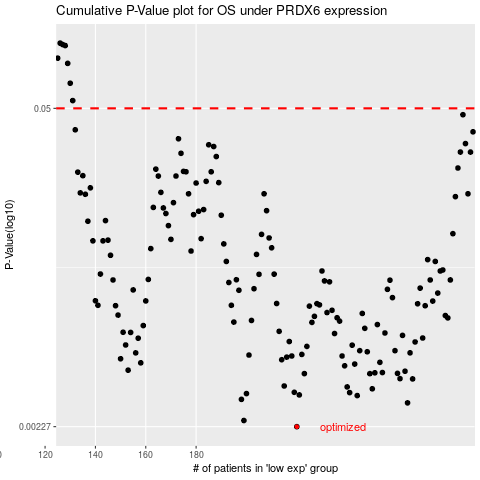 Cumulative P-Value plot for OS under PRDX6 expression
0.05
P-Value(log10)
0.00227
optimized
0 120 140 160 180
# of patients in 'low exp' group